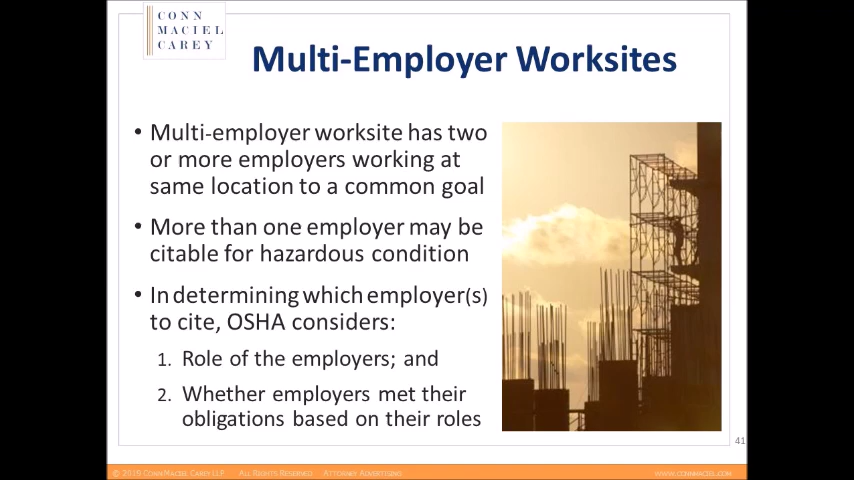 CONN
MACIEL
CAREY
Multi-Employer Worksites
• Multi-employer worksite has two
or more employers working at
same location to a common goal
• More than one employer may be
citable for hazardous condition
• In determining which employer(s)
to cite, OSHA considers:
1. Role of the employers; and
2. Whether employers met their
obligations based on their roles
41
© 2019 CONN MACIEL CAREY LLP ALL RIGHTS RESERVED ATTORNEY ADVERTISING
WWW.CONNMACIEL.COM